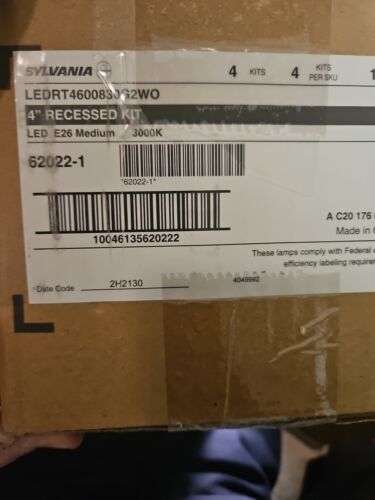 SYLVANIA 4 KITS 4 KITS PER SKU
LEDRT4600830G2WO
4" RECESSED KIT
LED E26 Medium 3000K
62022-1
*62022-1*
10046135620222
A C20 176
Made in
These lamps comply with Federal
efficiency labeling
Date Code 2H2130
4049992